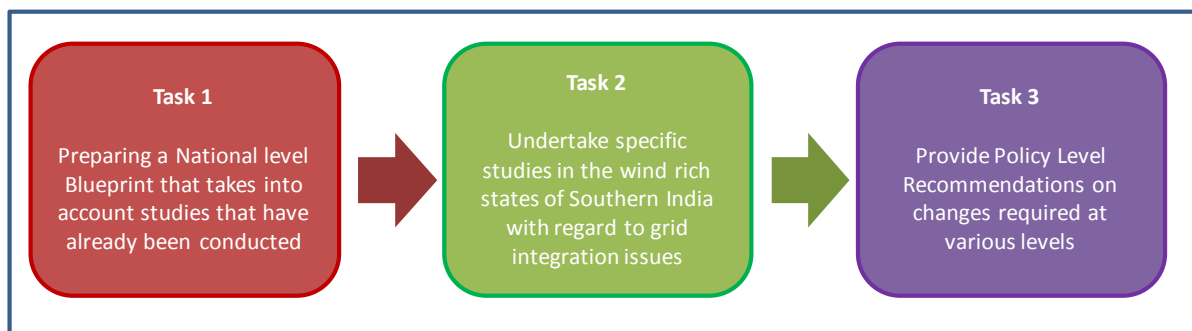 Task 1
Preparing a National level
Blueprint that takes into
account studies that have
already been conducted
Task 2
Undertake specific
studies in the wind rich
states of Southern India
with regard to grid
integration issues
Task 3
Provide Policy Level
Recommendations on
changes required at
various levels